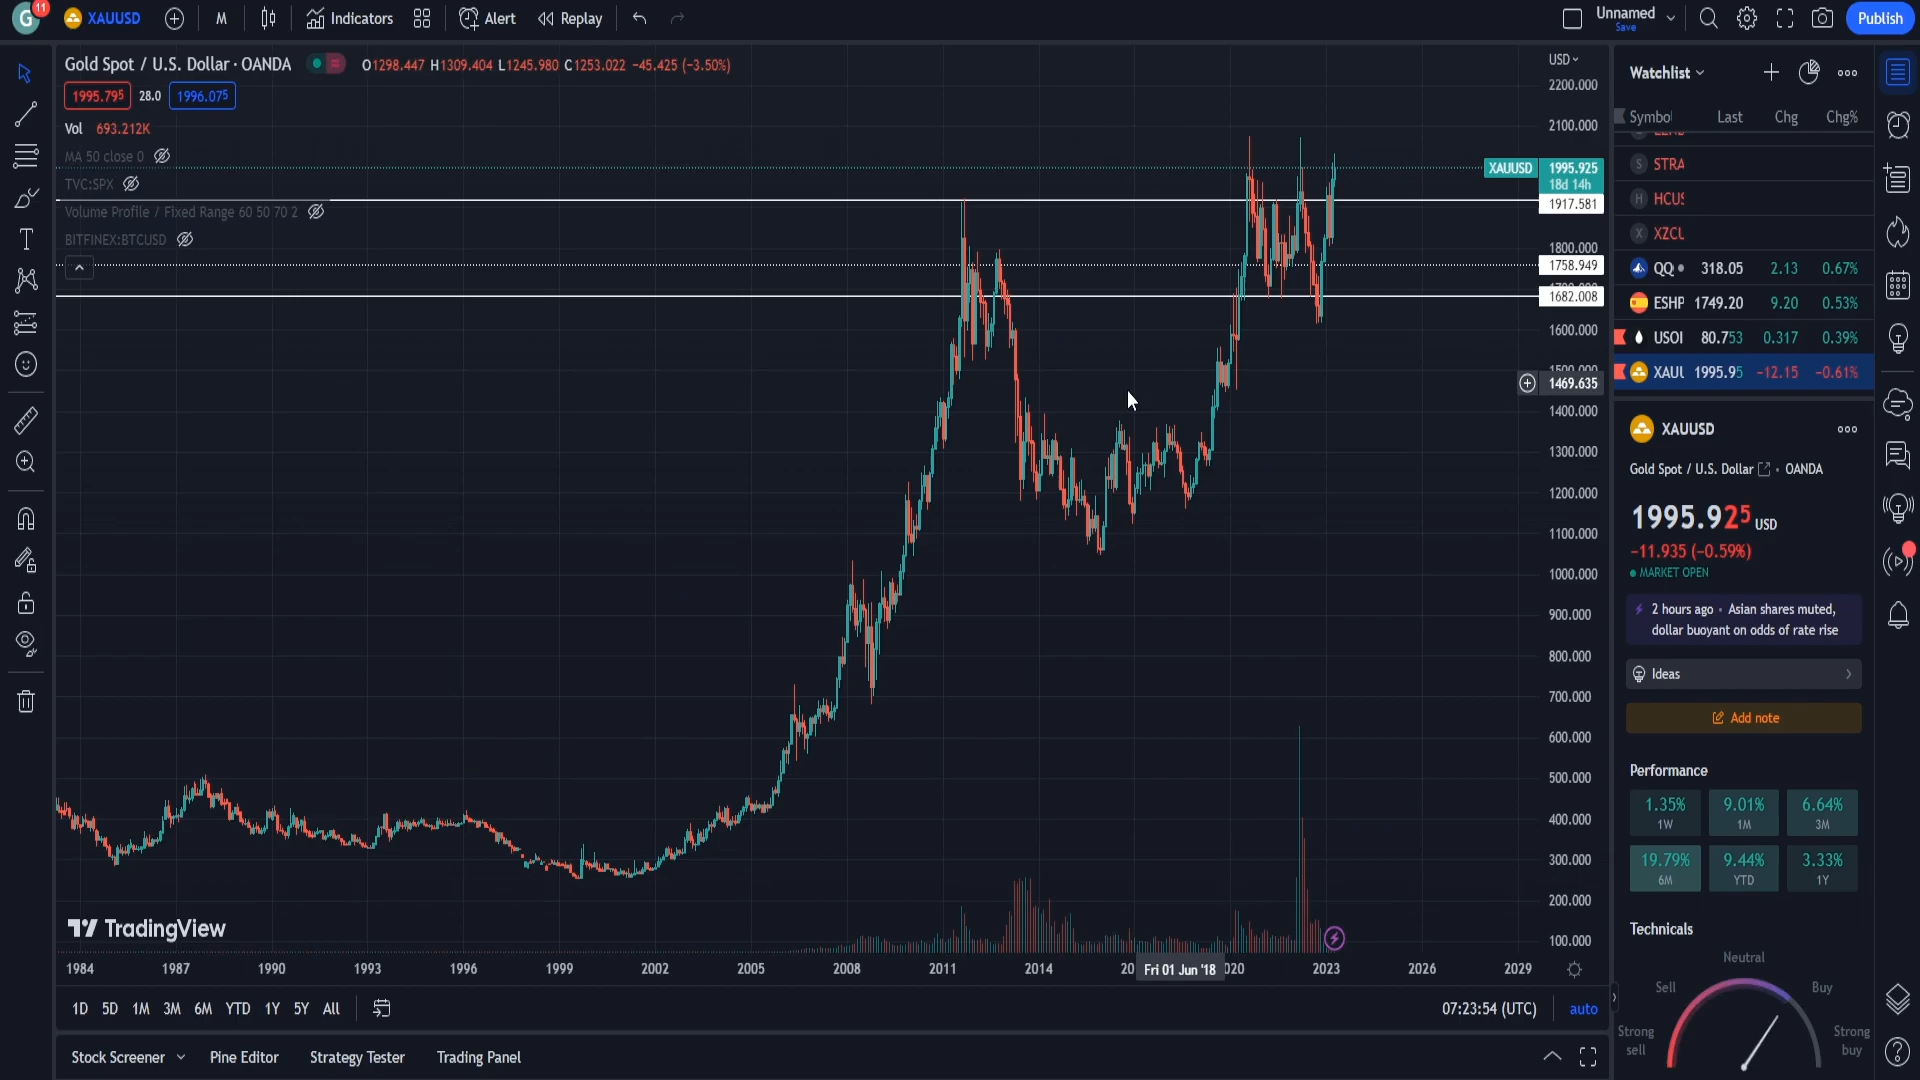 G 11 XAUUSD M Indicators Alert Replay Unnamed Save Publish
Gold Spot / U.S. Dollar · OANDA O1298.447 H1309.404 L1245.980 C1253.022 −45.425 (−3.50%)
1995.795 28.0 1996.075
Vol 693.212K
MA 50 close 0
TVC:SPX
Volume Profile / Fixed Range 60 50 70 2
BITFINEX:BTCUSD
USD
2200.000
2100.000
XAUUSD 1995.925
18d 14h
1917.581
1800.000
1758.949
1682.008
1600.000
1469.635
1400.000
1300.000
1200.000
1100.000
1000.000
900.000
800.000
700.000
600.000
500.000
400.000
300.000
200.000
100.000
TradingView
1984 1987 1990 1993 1996 1999 2002 2005 2008 2011 2014 20 Fri 01 Jun '18 020 2023 2026 2029
1D 5D 1M 3M 6M YTD 1Y 5Y All 07:23:54 (UTC) auto
Stock Screener Pine Editor Strategy Tester Trading Panel
Watchlist
Symbol Last Chg Chg%
S STRA
H HCUS
X XZCU
QQ 318.05 2.13 0.67%
ESHP 1749.20 9.20 0.53%
USOI 80.753 0.317 0.39%
XAUU 1995.95 −12.15 −0.61%
XAUUSD
Gold Spot / U.S. Dollar · OANDA
1995.925 USD
−11.935 (−0.59%)
MARKET OPEN
2 hours ago · Asian shares muted,
dollar buoyant on odds of rate rise
Ideas
Add note
Performance
1.35% 9.01% 6.64%
1W 1M 3M
19.79% 9.44% 3.33%
6M YTD 1Y
Technicals
Neutral
Sell Buy
Strong Strong
sell buy